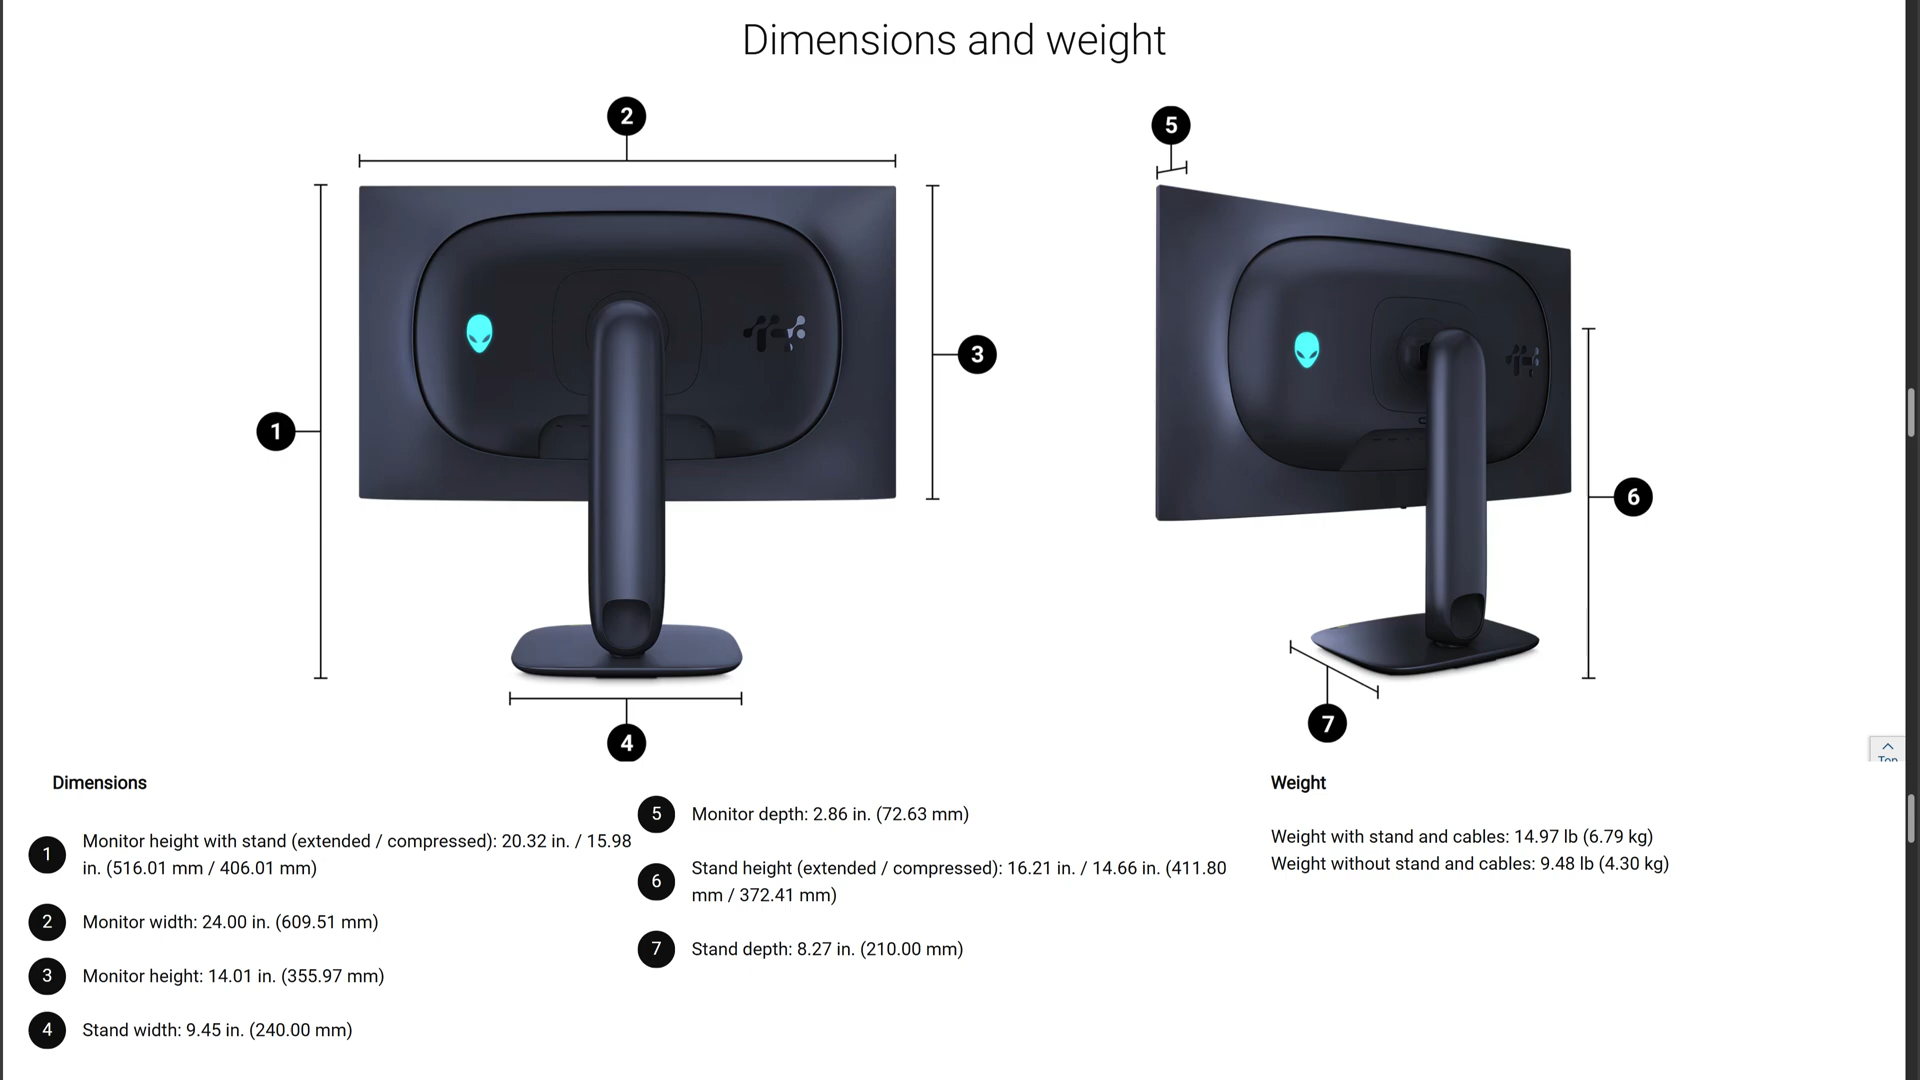 Dimensions and weight
2
5
1
3
6
4
7
Top
Dimensions
1
Monitor height with stand (extended / compressed): 20.32 in. / 15.98
in. (516.01 mm / 406.01 mm)
2
Monitor width: 24.00 in. (609.51 mm)
3
Monitor height: 14.01 in. (355.97 mm)
4
Stand width: 9.45 in. (240.00 mm)
5
Monitor depth: 2.86 in. (72.63 mm)
6
Stand height (extended / compressed): 16.21 in. / 14.66 in. (411.80
mm / 372.41 mm)
7
Stand depth: 8.27 in. (210.00 mm)
Weight
Weight with stand and cables: 14.97 lb (6.79 kg)
Weight without stand and cables: 9.48 lb (4.30 kg)